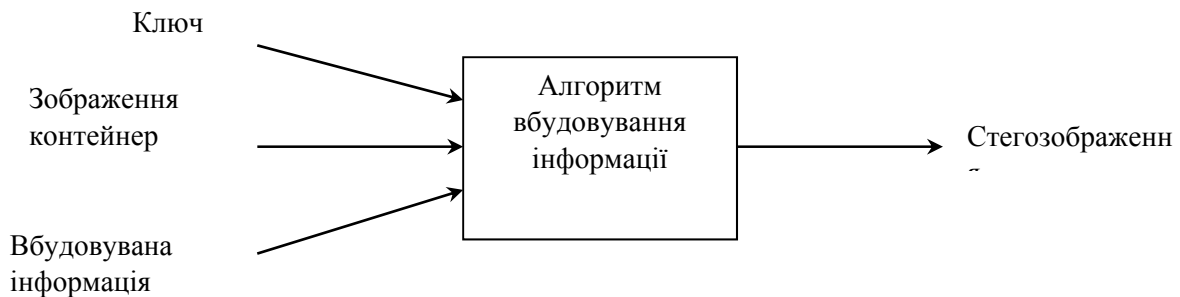 Ключ
Зображення
контейнер
Вбудовувана
інформація
Алгоритм
вбудовування
інформації
Стегозображенн